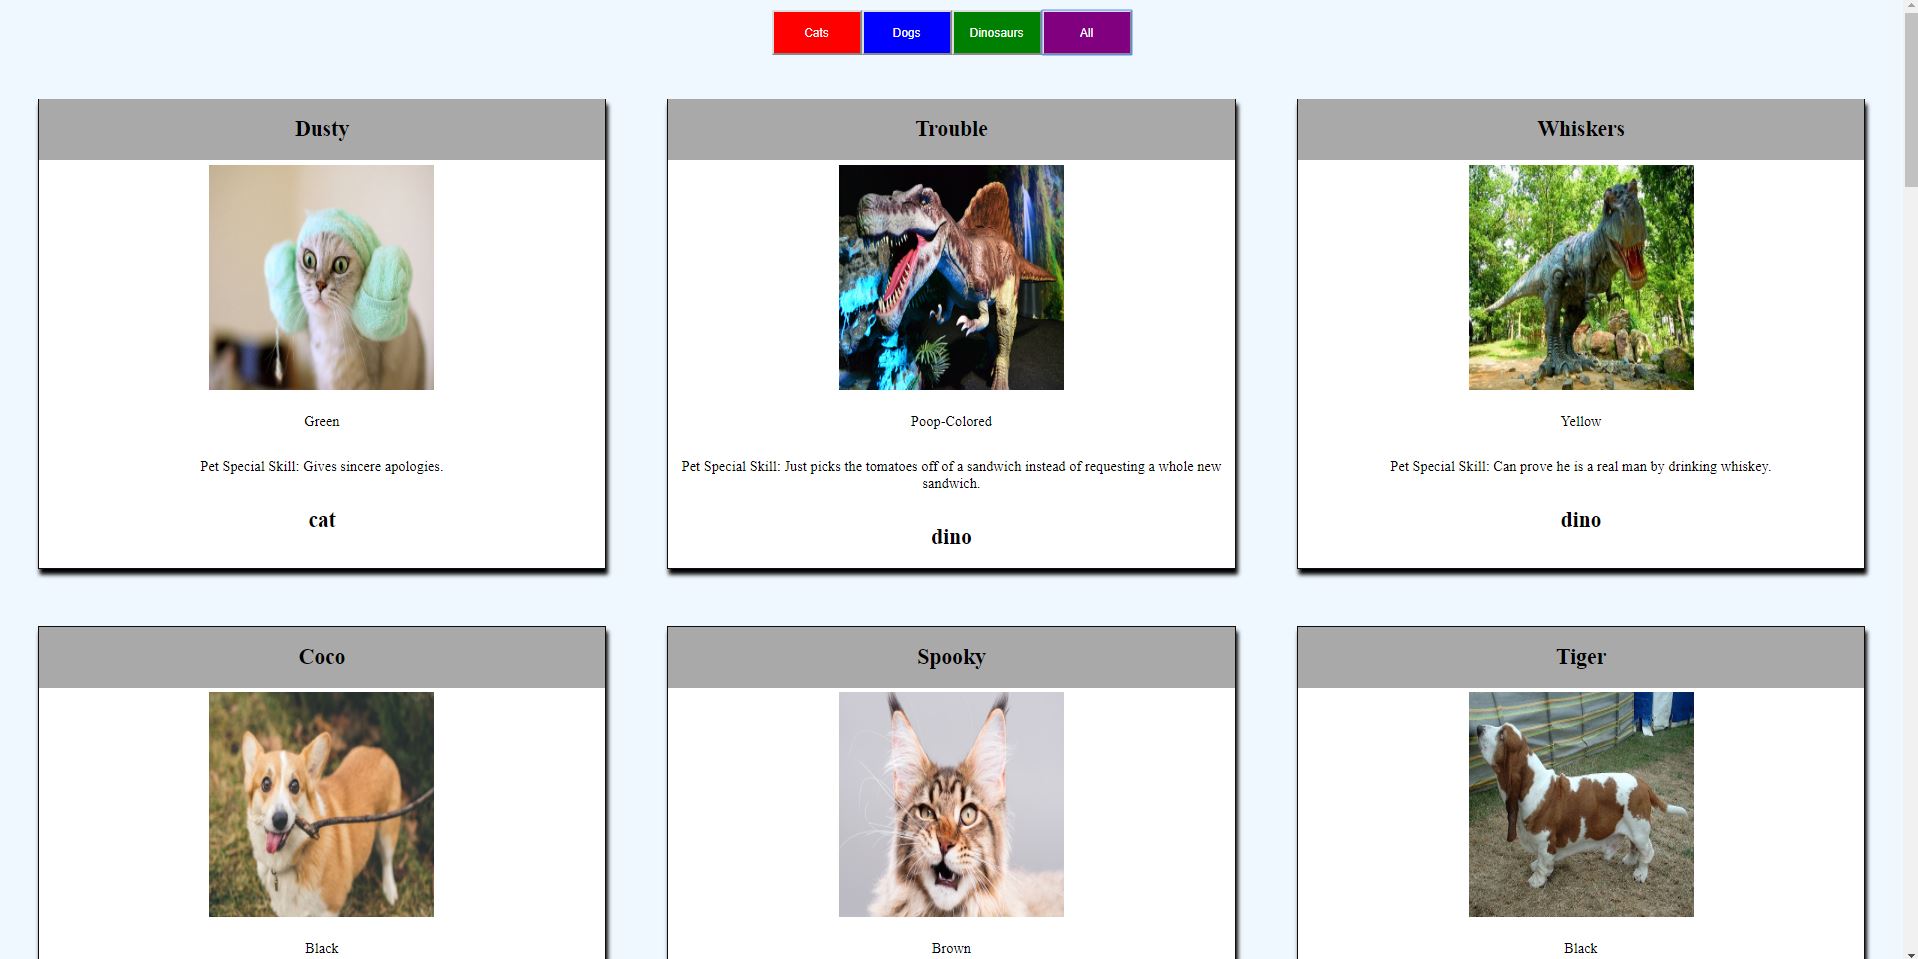 Cats
Dogs
Dinosaurs
All
Dusty
Green
Pet Special Skill: Gives sincere apologies.
cat
Trouble
Poop-Colored
Pet Special Skill: Just picks the tomatoes off of a sandwich instead of requesting a whole new
sandwich.
dino
Whiskers
Yellow
Pet Special Skill: Can prove he is a real man by drinking whiskey.
dino
Coco
Black
Spooky
Brown
Tiger
Black